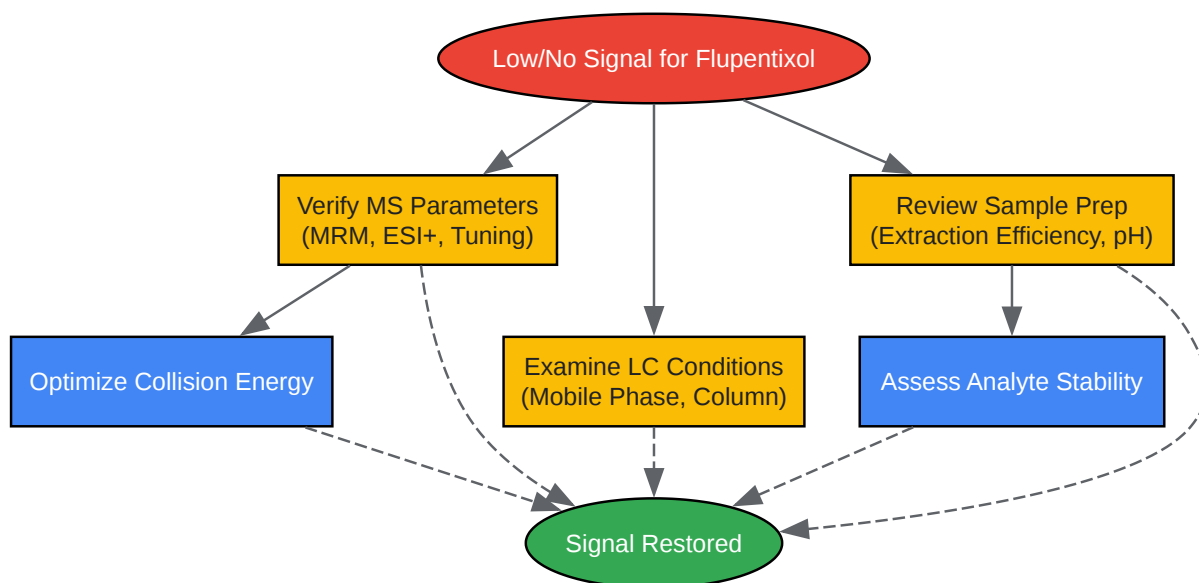 Low/No Signal for Flupentixol
Verify MS Parameters
(MRM, ESI+, Tuning)
Review Sample Prep
(Extraction Efficiency, pH)
Optimize Collision Energy
Examine LC Conditions
(Mobile Phase, Column)
Assess Analyte Stability
Signal Restored